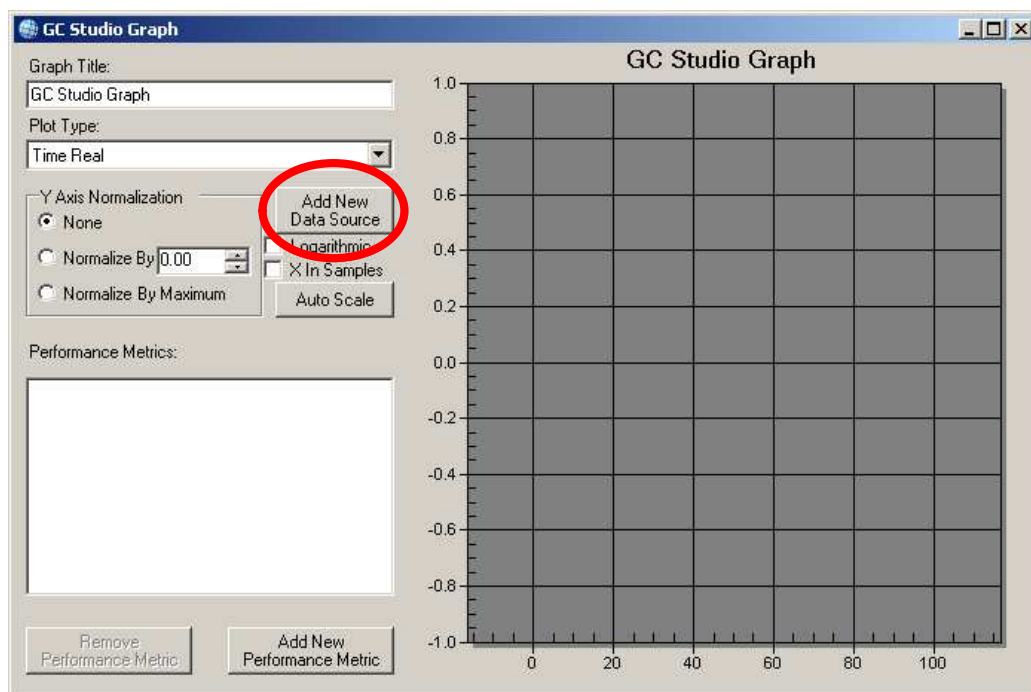 GC Studio Graph
Graph Title:
GC Studio Graph
Plot Type:
Time Real
Y Axis Normalization
None
Normalize By 0.00
Normalize By Maximum
Add New
Data Source
Logarithmic
X In Samples
Auto Scale
Performance Metrics:
Remove
Performance Metric
Add New
Performance Metric
GC Studio Graph
1.0
0.8
0.6
0.4
0.2
0.0
-0.2
-0.4
-0.6
-0.8
-1.0
0 20 40 60 80 100